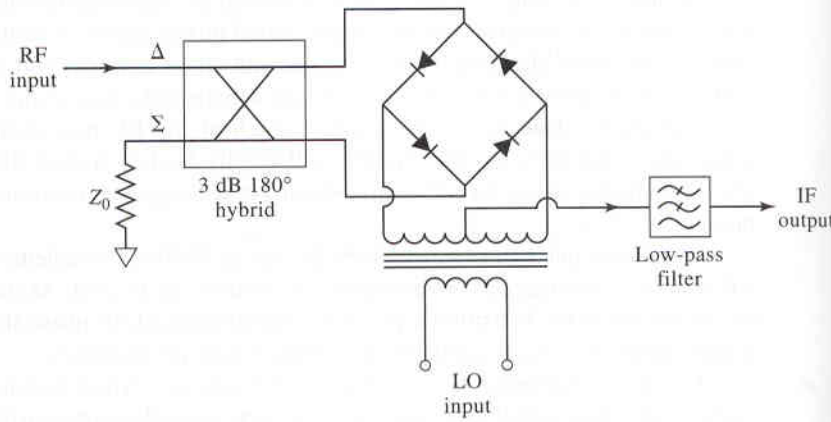 RF
input
Δ
Σ
Z₀
3 dB 180°
hybrid
IF
output
Low-pass
filter
LO
input